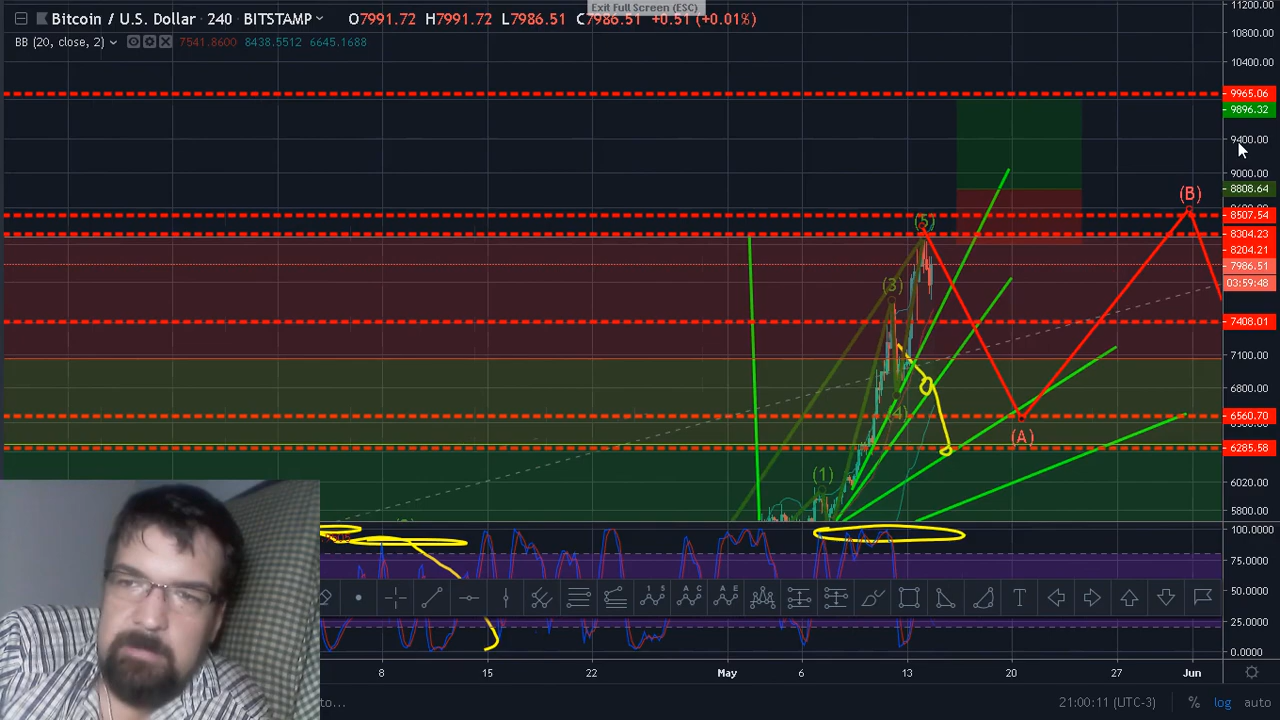 Exit Full Screen (ESC)
Bitcoin / U.S. Dollar 240 BITSTAMP O7991.72 H7991.72 L7986.51 C7986.51 +0.51 (+0.01%)
BB (20, close, 2) 7541.8600 8438.5512 6645.1688
11200.00
10800.00
10400.00
9965.06
9896.32
9400.00
9000.00
8808.64
8507.54
8304.23
8204.21
7986.51
03:59:48
7408.01
7100.00
6800.00
6560.70
6285.58
6020.00
5800.00
(B)
(5)
(3)
(4)
(A)
(1)
100.0000
75.0000
50.0000
25.0000
0.0000
1 5
A C
A E
T
8 15 22 May 6 13 20 27 Jun
to...
21:00:11 (UTC-3) % log auto